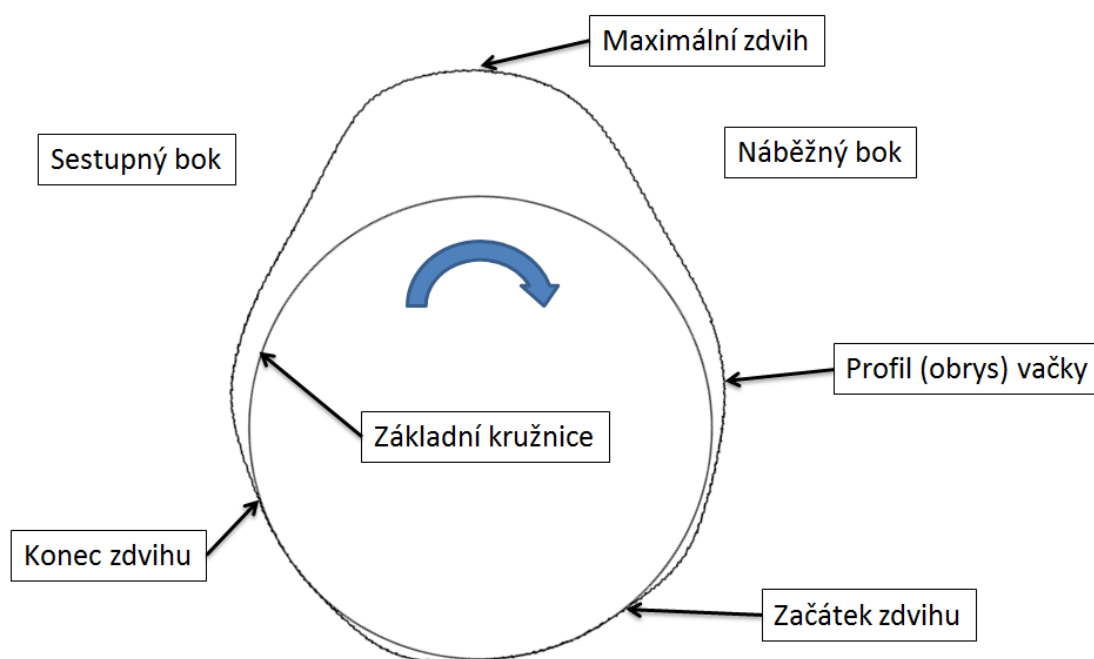 Maximální zdvih
Sestupný bok
Náběžný bok
Profil (obrys) vačky
Základní kružnice
Konec zdvihu
Začátek zdvihu